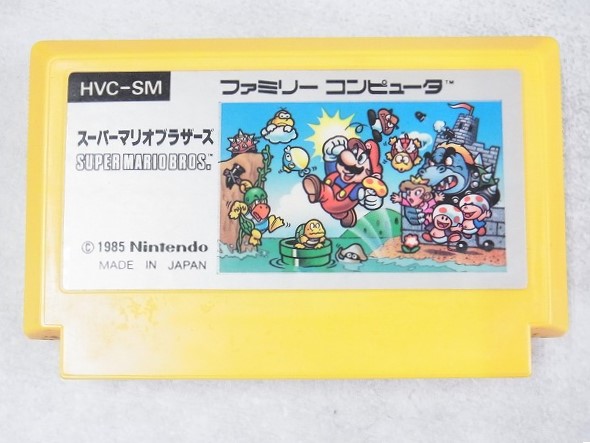 HVC-SM
ファミリー コンピュータ™
スーパーマリオブラザーズ
SUPER MARIO BROS.™
©1985 Nintendo
MADE IN JAPAN